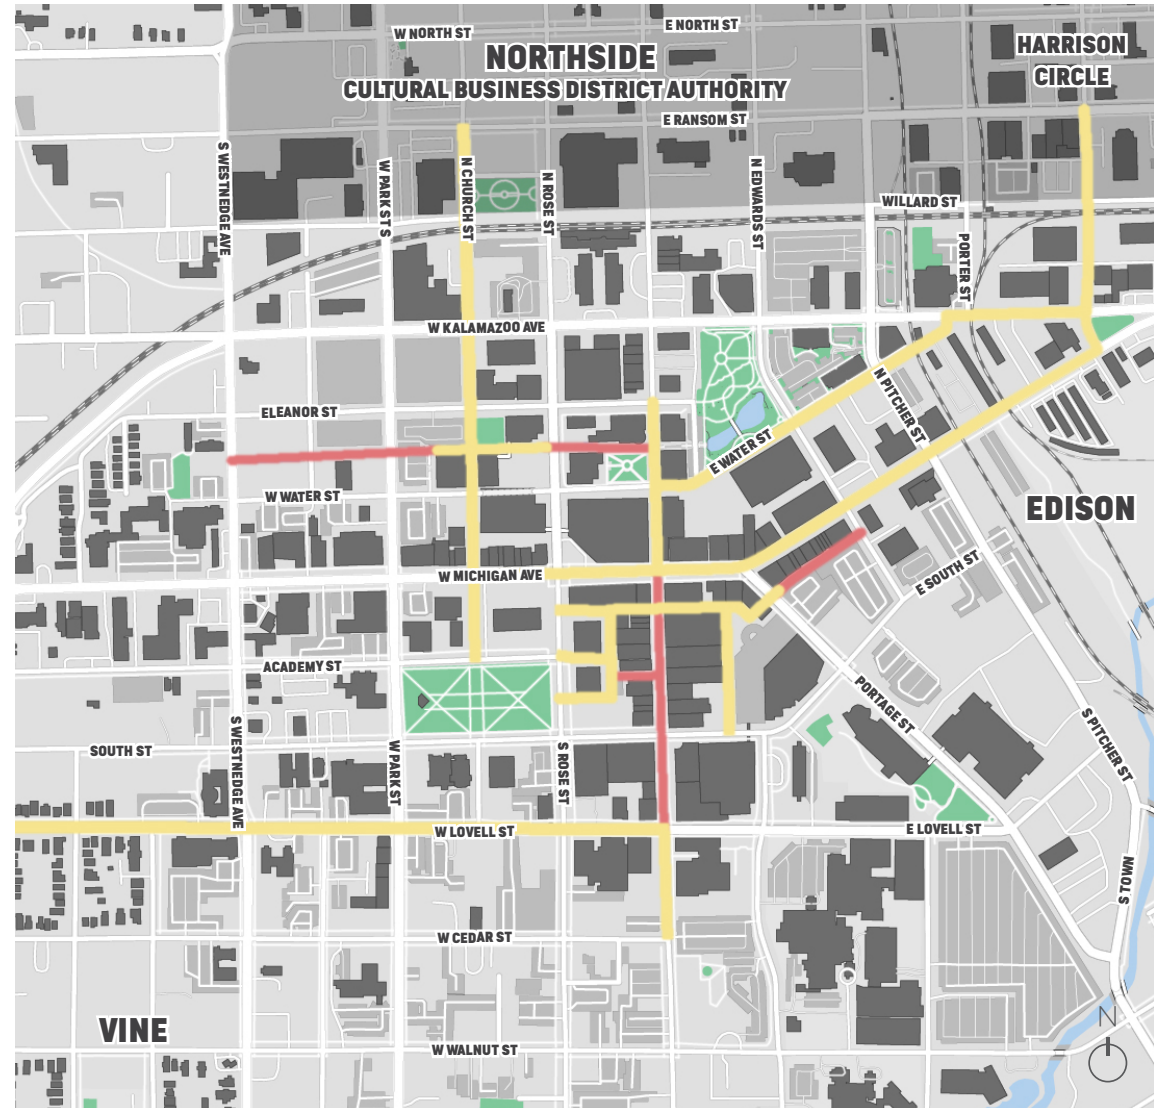 W NORTH ST
E NORTH ST
NORTHSIDE
CULTURAL BUSINESS DISTRICT AUTHORITY
HARRISON
CIRCLE
E RANSOM ST
S WESTNEDGE AVE
W PARK ST S
N CHURCH ST
N ROSE ST
N EDWARDS ST
WILLARD ST
PORTER ST
W KALAMAZOO AVE
ELEANOR ST
N PITCHER ST
E WATER ST
W WATER ST
EDISON
W MICHIGAN AVE
E SOUTH ST
ACADEMY ST
PORTAGE ST
S PITCHER ST
SOUTH ST
S WESTNEDGE AVE
W PARK ST
S ROSE ST
W LOVELL ST
E LOVELL ST
S TOWN
W CEDAR ST
VINE
W WALNUT ST
N